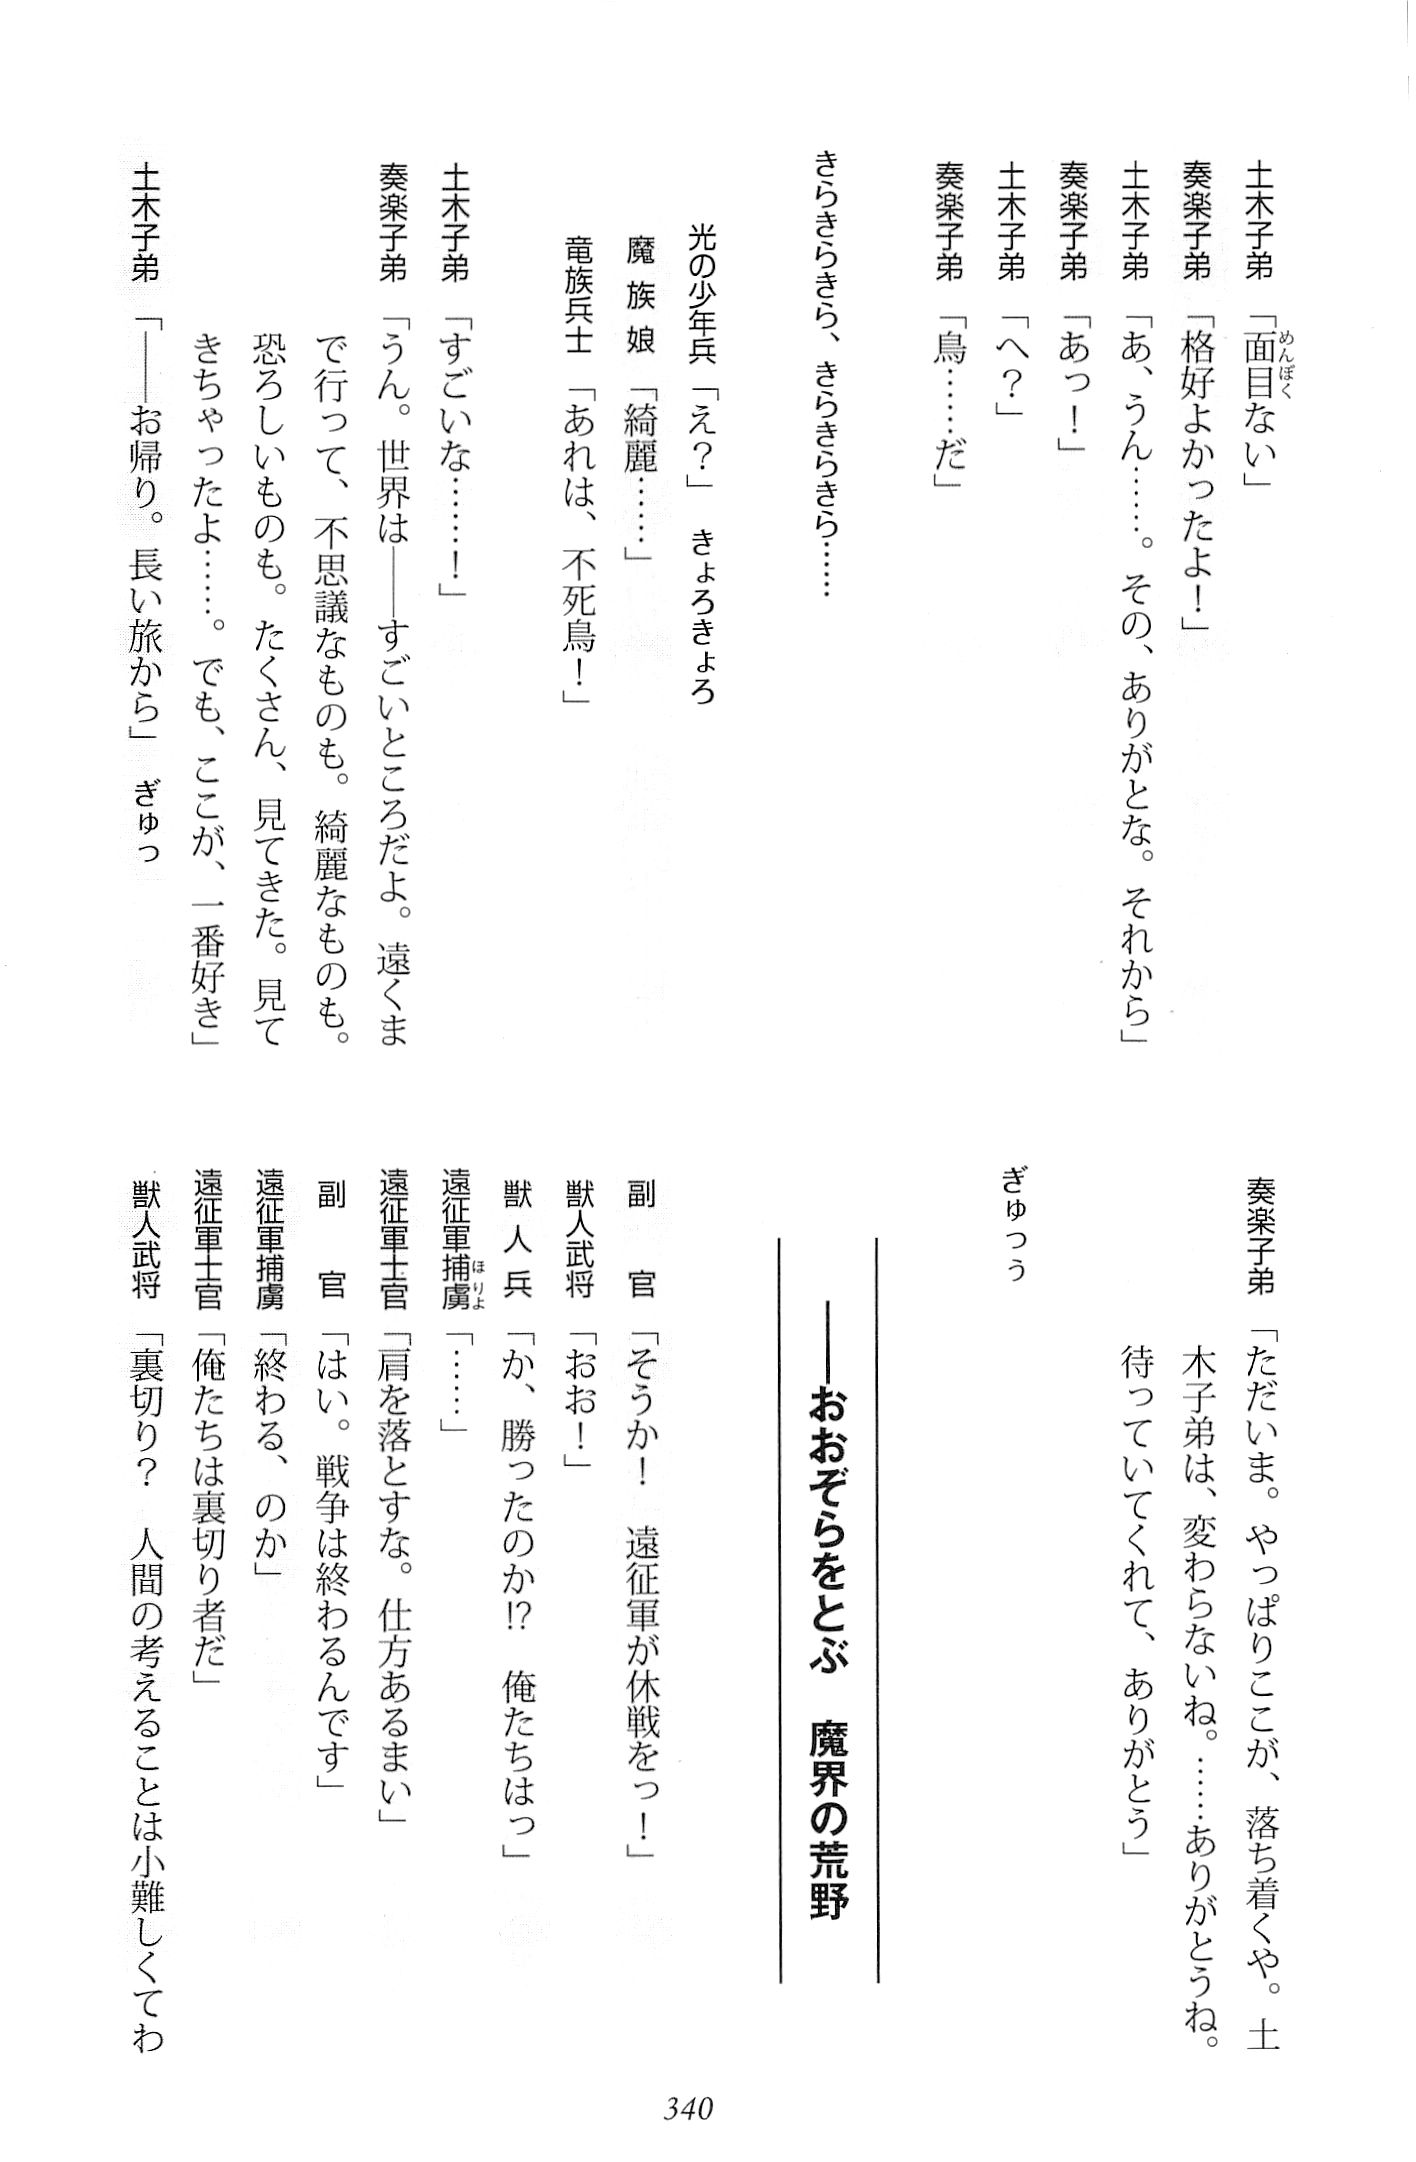 土木子弟「面目ない」
奏楽子弟「格好よかったよ！」
土木子弟「あ、うん……。その、ありがとな。それから」
奏楽子弟「あっ！」
土木子弟「へ？」
奏楽子弟「鳥……だ」
きらきらきら、きらきらきら……
光の少年兵「え？」　きょろきょろ
魔族娘「綺麗……」
竜族兵士「あれは、不死鳥！」
土木子弟「すごいな……！」
奏楽子弟「うん。世界は――すごいところだよ。遠くま
で行って、不思議なものも。綺麗なものも。
恐ろしいものも。たくさん、見てきた。見て
きちゃったよ……。でも、ここが、一番好き」
土木子弟「――お帰り。長い旅から」　ぎゅっ
奏楽子弟「ただいま。やっぱりここが、落ち着くや。土
木子弟は、変わらないね。……ありがとうね。
待っていてくれて、ありがとう」
ぎゅっぅ
――おおぞらをとぶ　魔界の荒野
副官「そうか！　遠征軍が休戦をっ！」
獣人武将「おお！」
獣人兵「か、勝ったのか!?　俺たちはっ」
遠征軍捕虜「……」
遠征軍士官「肩を落とすな。仕方あるまい」
副官「はい。戦争は終わるんです」
遠征軍捕虜「終わる、のか」
遠征軍士官「俺たちは裏切り者だ」
獣人武将「裏切り？　人間の考えることは小難しくてわ
340